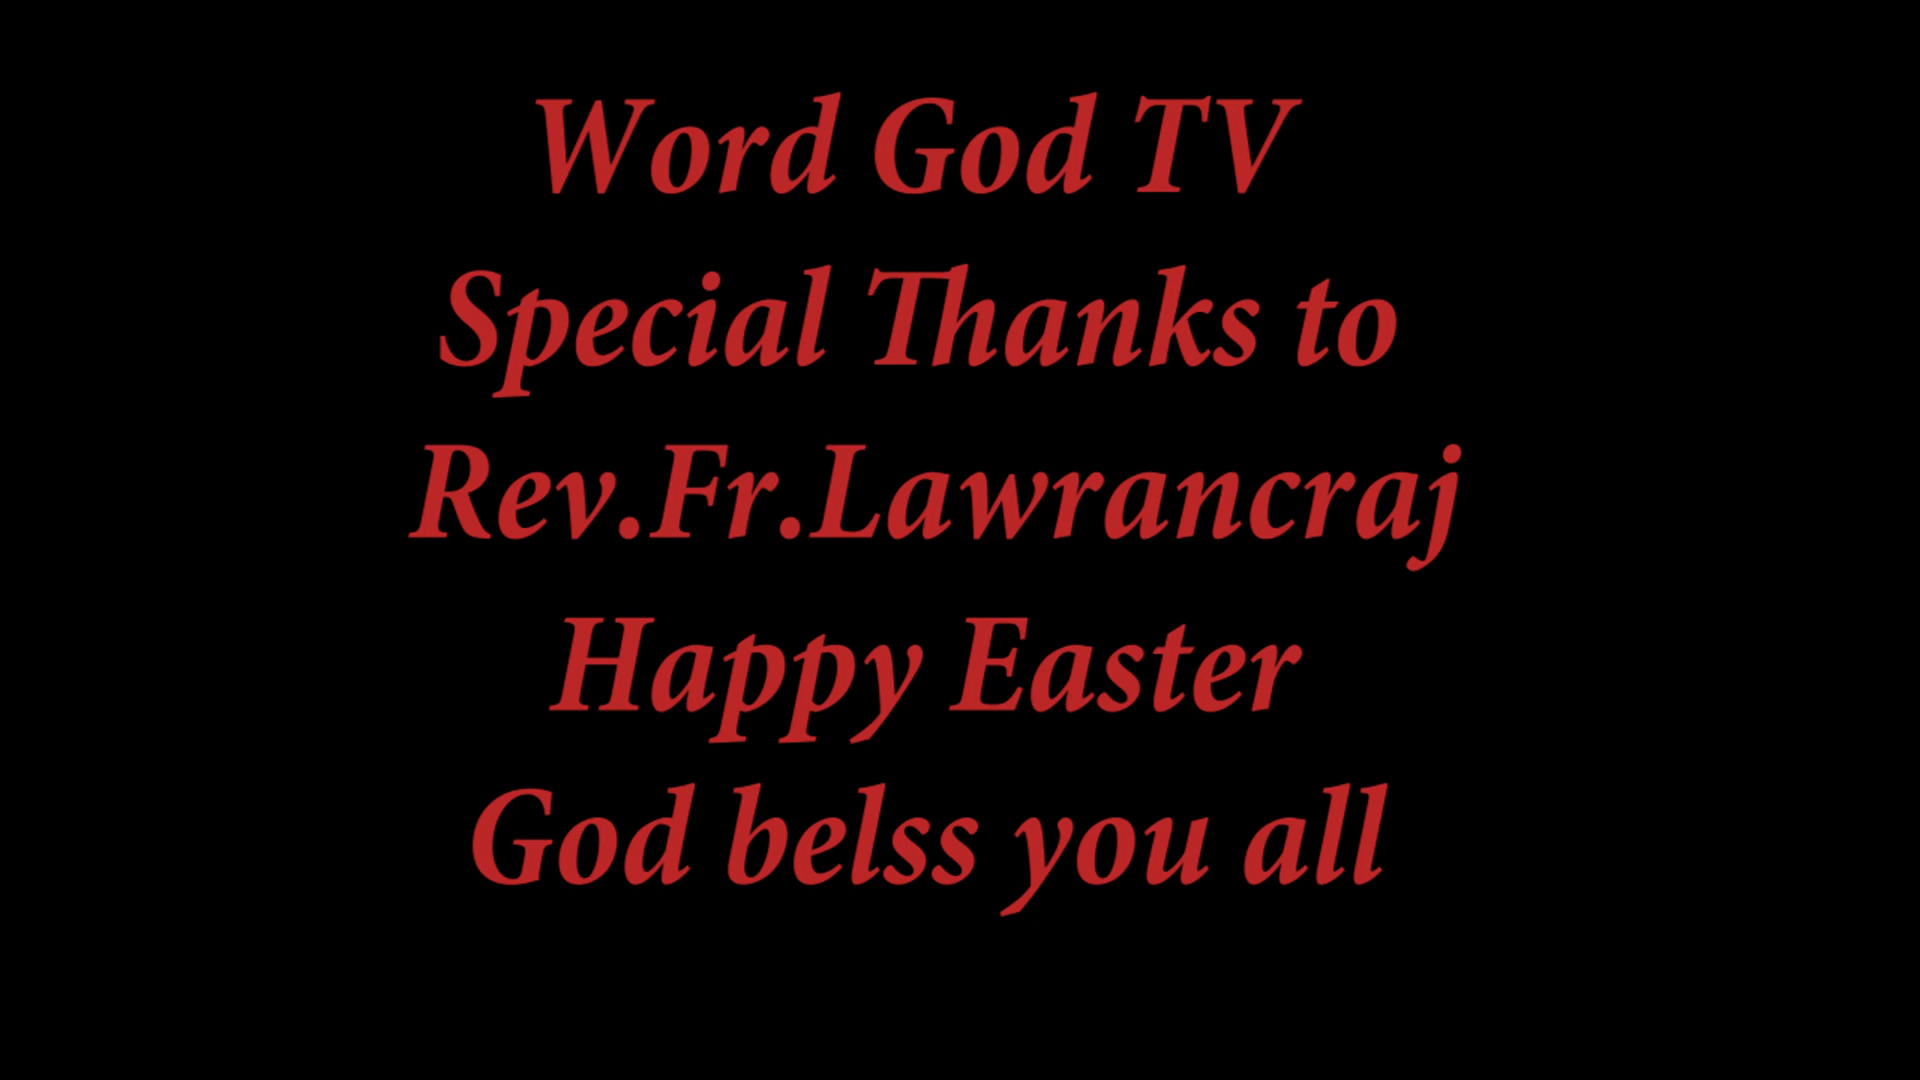 Word God TV
Special Thanks to
Rev.Fr.Lawrancraj
Happy Easter
God belss you all